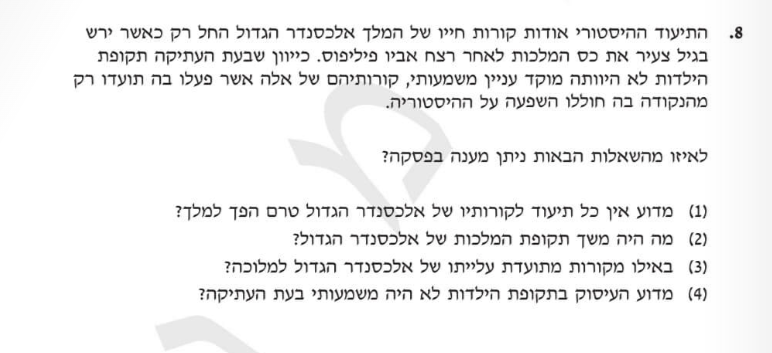 8. התיעוד ההיסטורי אודות קורות חייו של המלך אלכסנדר הגדול החל רק כאשר ירש
בגיל צעיר את כס המלכות לאחר רצח אביו פיליפוס. כייוון שבעת העתיקה תקופת
הילדות לא היוותה מוקד עניין משמעותי, קורותיהם של אלה אשר פעלו בה תועדו רק
מהנקודה בה חוללו השפעה על ההיסטוריה.
לאיזו מהשאלות הבאות ניתן מענה בפסקה?
(1) מדוע אין כל תיעוד לקורותיו של אלכסנדר הגדול טרם הפך למלך?
(2) מה היה משך תקופת המלכות של אלכסנדר הגדול?
(3) באילו מקורות מתועדת עלייתו של אלכסנדר הגדול למלוכה?
(4) מדוע העיסוק בתקופת הילדות לא היה משמעותי בעת העתיקה?